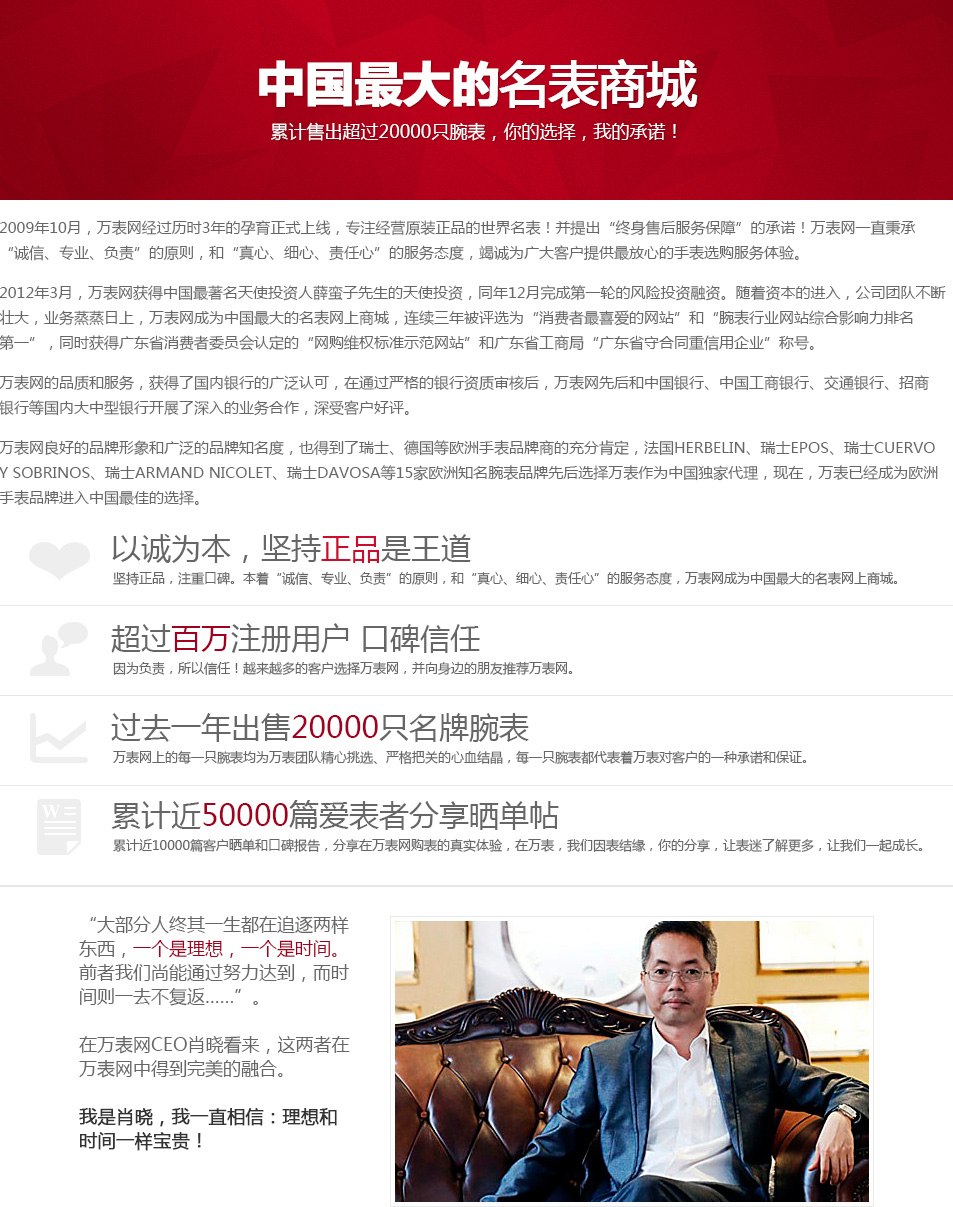 中国最大的名表商城
累计售出超过20000只腕表，你的选择，我的承诺！
2009年10月，万表网经过历时3年的孕育正式上线，专注经营原装正品的世界名表！并提出“终身售后服务保障”的承诺！万表网一直秉承
“诚信、专业、负责”的原则，和“真心、细心、责任心”的服务态度，竭诚为广大客户提供最放心的手表选购服务体验。
2012年3月，万表网获得中国最著名天使投资人薛蛮子先生的天使投资，同年12月完成第一轮的风险投资融资。随着资本的进入，公司团队不断
壮大，业务蒸蒸日上，万表网成为中国最大的名表网上商城，连续三年被评选为“消费者最喜爱的网站”和“腕表行业网站综合影响力排名
第一”，同时获得广东省消费者委员会认定的“网购维权标准示范网站”和广东省工商局“广东省守合同重信用企业”称号。
万表网的品质和服务，获得了国内银行的广泛认可，在通过严格的银行资质审核后，万表网先后和中国银行、中国工商银行、交通银行、招商
银行等国内大中型银行开展了深入的业务合作，深受客户好评。
万表网良好的品牌形象和广泛的品牌知名度，也得到了瑞士、德国等欧洲手表品牌商的充分肯定，法国HERBELIN、瑞士EPOS、瑞士CUERVO
Y SOBRINOS、瑞士ARMAND NICOLET、瑞士DAVOSA等15家欧洲知名腕表品牌先后选择万表作为中国独家代理，现在，万表已经成为欧洲
手表品牌进入中国最佳的选择。
以诚为本，坚持正品是王道
坚持正品，注重口碑。本着“诚信、专业、负责”的原则，和“真心、细心、责任心”的服务态度，万表网成为中国最大的名表网上商城。
超过百万注册用户 口碑信任
因为负责，所以信任！越来越多的客户选择万表网，并向身边的朋友推荐万表网。
过去一年出售20000只名牌腕表
万表网上的每一只腕表均为万表团队精心挑选、严格把关的心血结晶，每一只腕表都代表着万表对客户的一种承诺和保证。
W
累计近50000篇爱表者分享晒单帖
累计近10000篇客户晒单和口碑报告，分享在万表网购表的真实体验，在万表，我们因表结缘，你的分享，让表迷了解更多，让我们一起成长。
“大部分人终其一生都在追逐两样
东西，一个是理想，一个是时间。
前者我们尚能通过努力达到，而时
间则一去不复返……”。
在万表网CEO肖晓看来，这两者在
万表网中得到完美的融合。
我是肖晓，我一直相信：理想和
时间一样宝贵！